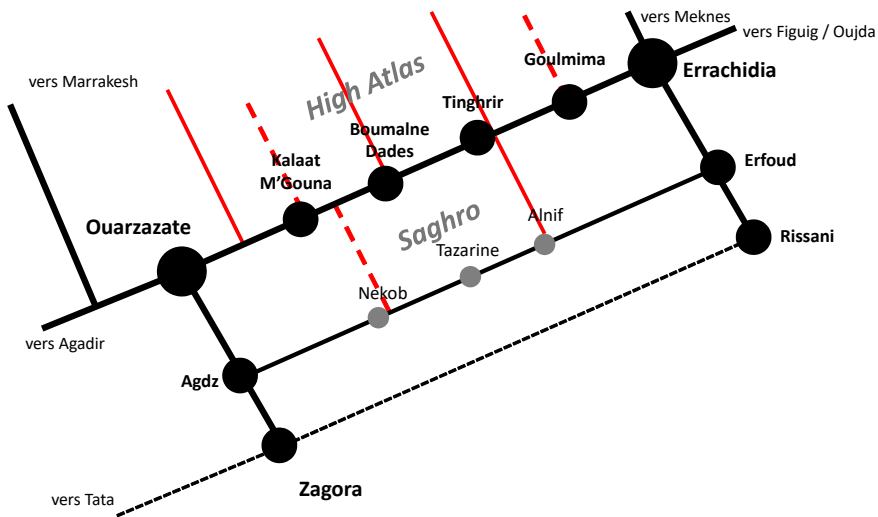 vers Meknes
vers Figuig / Oujda
Goulmima
Errachidia
vers Marrakesh
High Atlas
Tinghrir
Boumalne
Dades
Kalaat
M'Gouna
Erfoud
Ouarzazate
Saghro
Alnif
Rissani
Tazarine
Nekob
vers Agadir
Agdz
Zagora
vers Tata